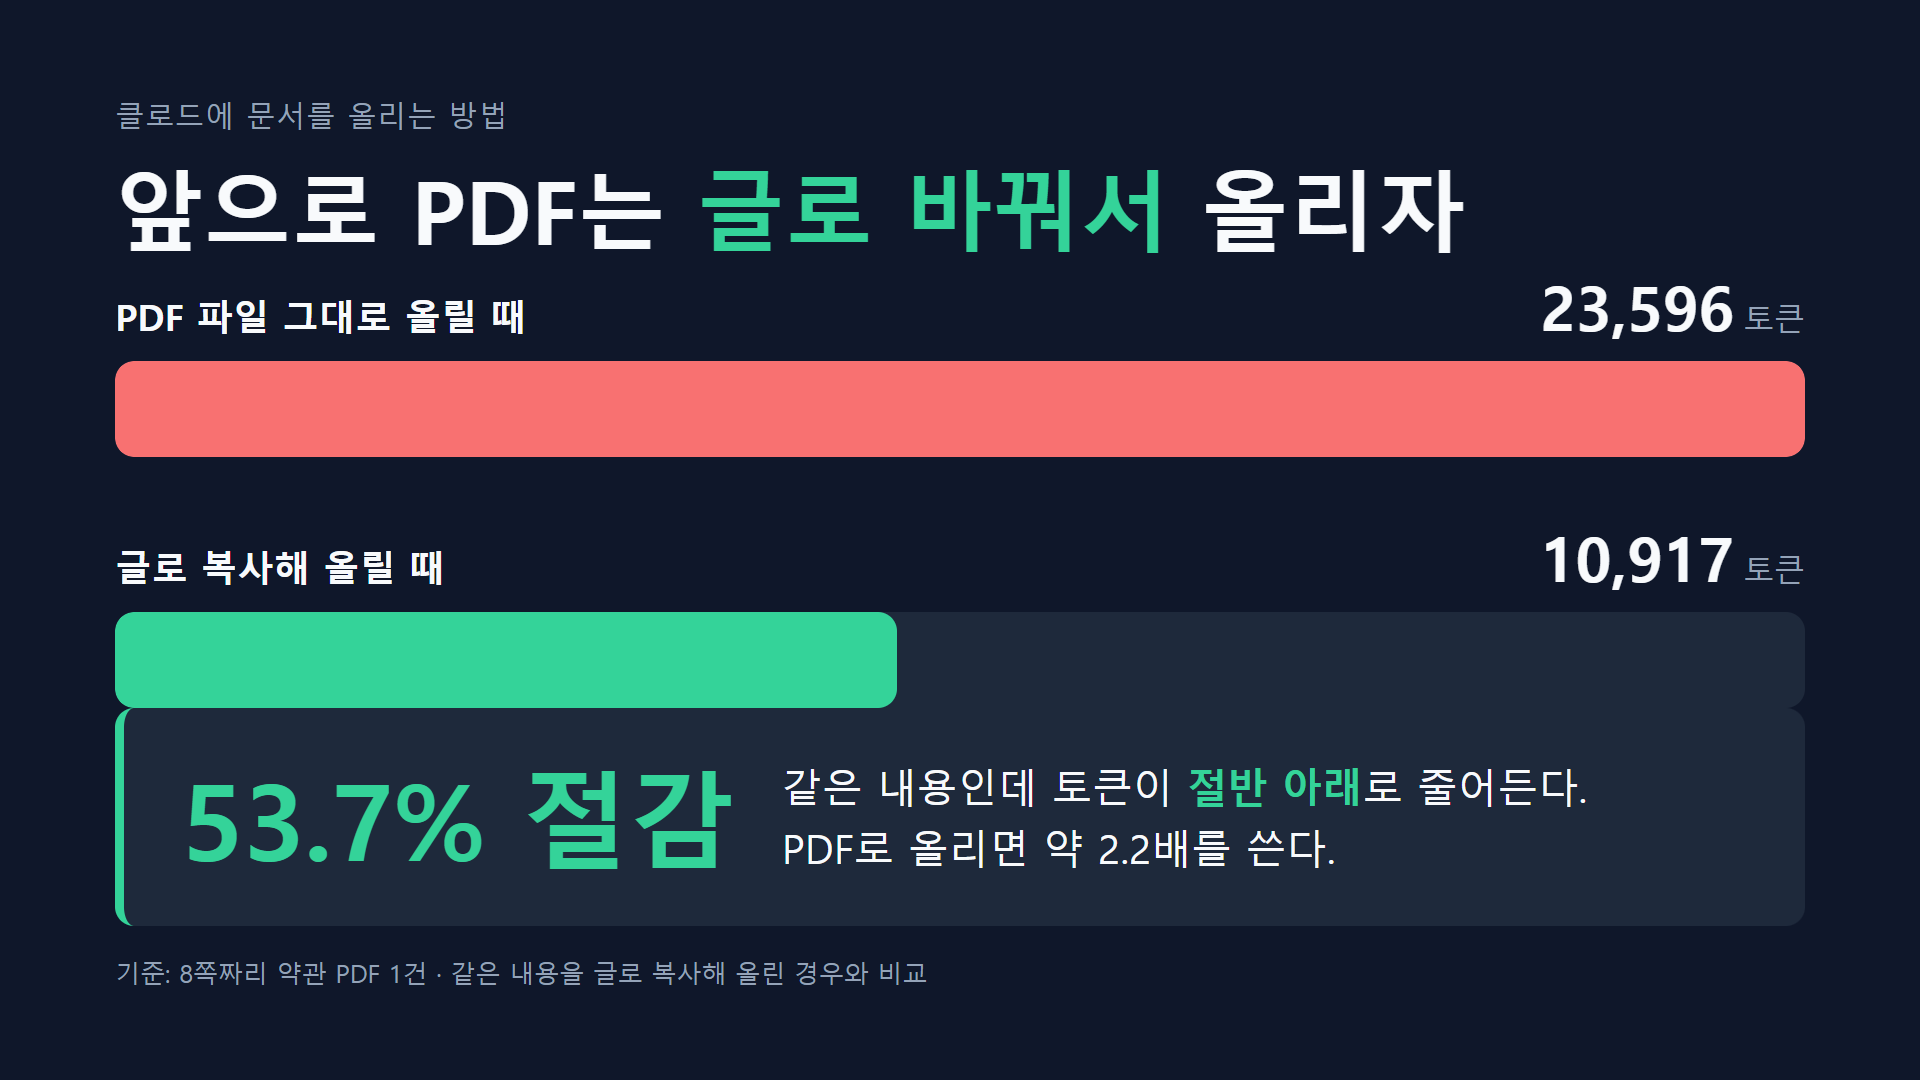 클로드에 문서를 올리는 방법
앞으로 PDF는 글로 바꿔서 올리자
PDF 파일 그대로 올릴 때
23,596 토큰
글로 복사해 올릴 때
10,917 토큰
53.7% 절감
같은 내용인데 토큰이 절반 아래로 줄어든다.
PDF로 올리면 약 2.2배를 쓴다.
기준: 8쪽짜리 약관 PDF 1건 · 같은 내용을 글로 복사해 올린 경우와 비교